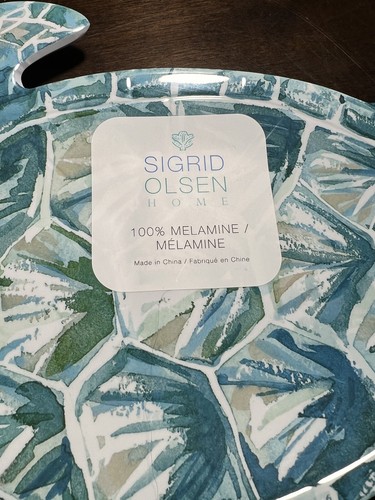 SIGRID
OLSEN
HOME
100% MELAMINE /
MÉLAMINE
Made in China / Fabriqué en Chine